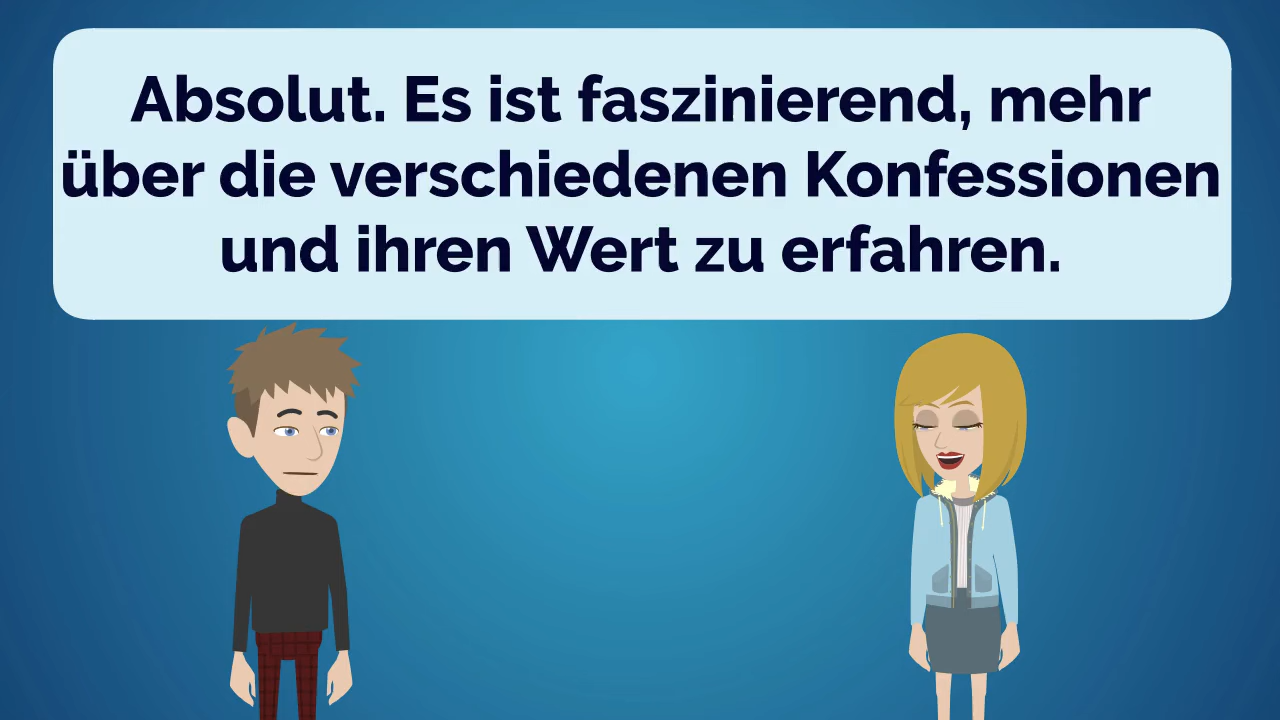 Absolut. Es ist faszinierend, mehr
über die verschiedenen Konfessionen
und ihren Wert zu erfahren.